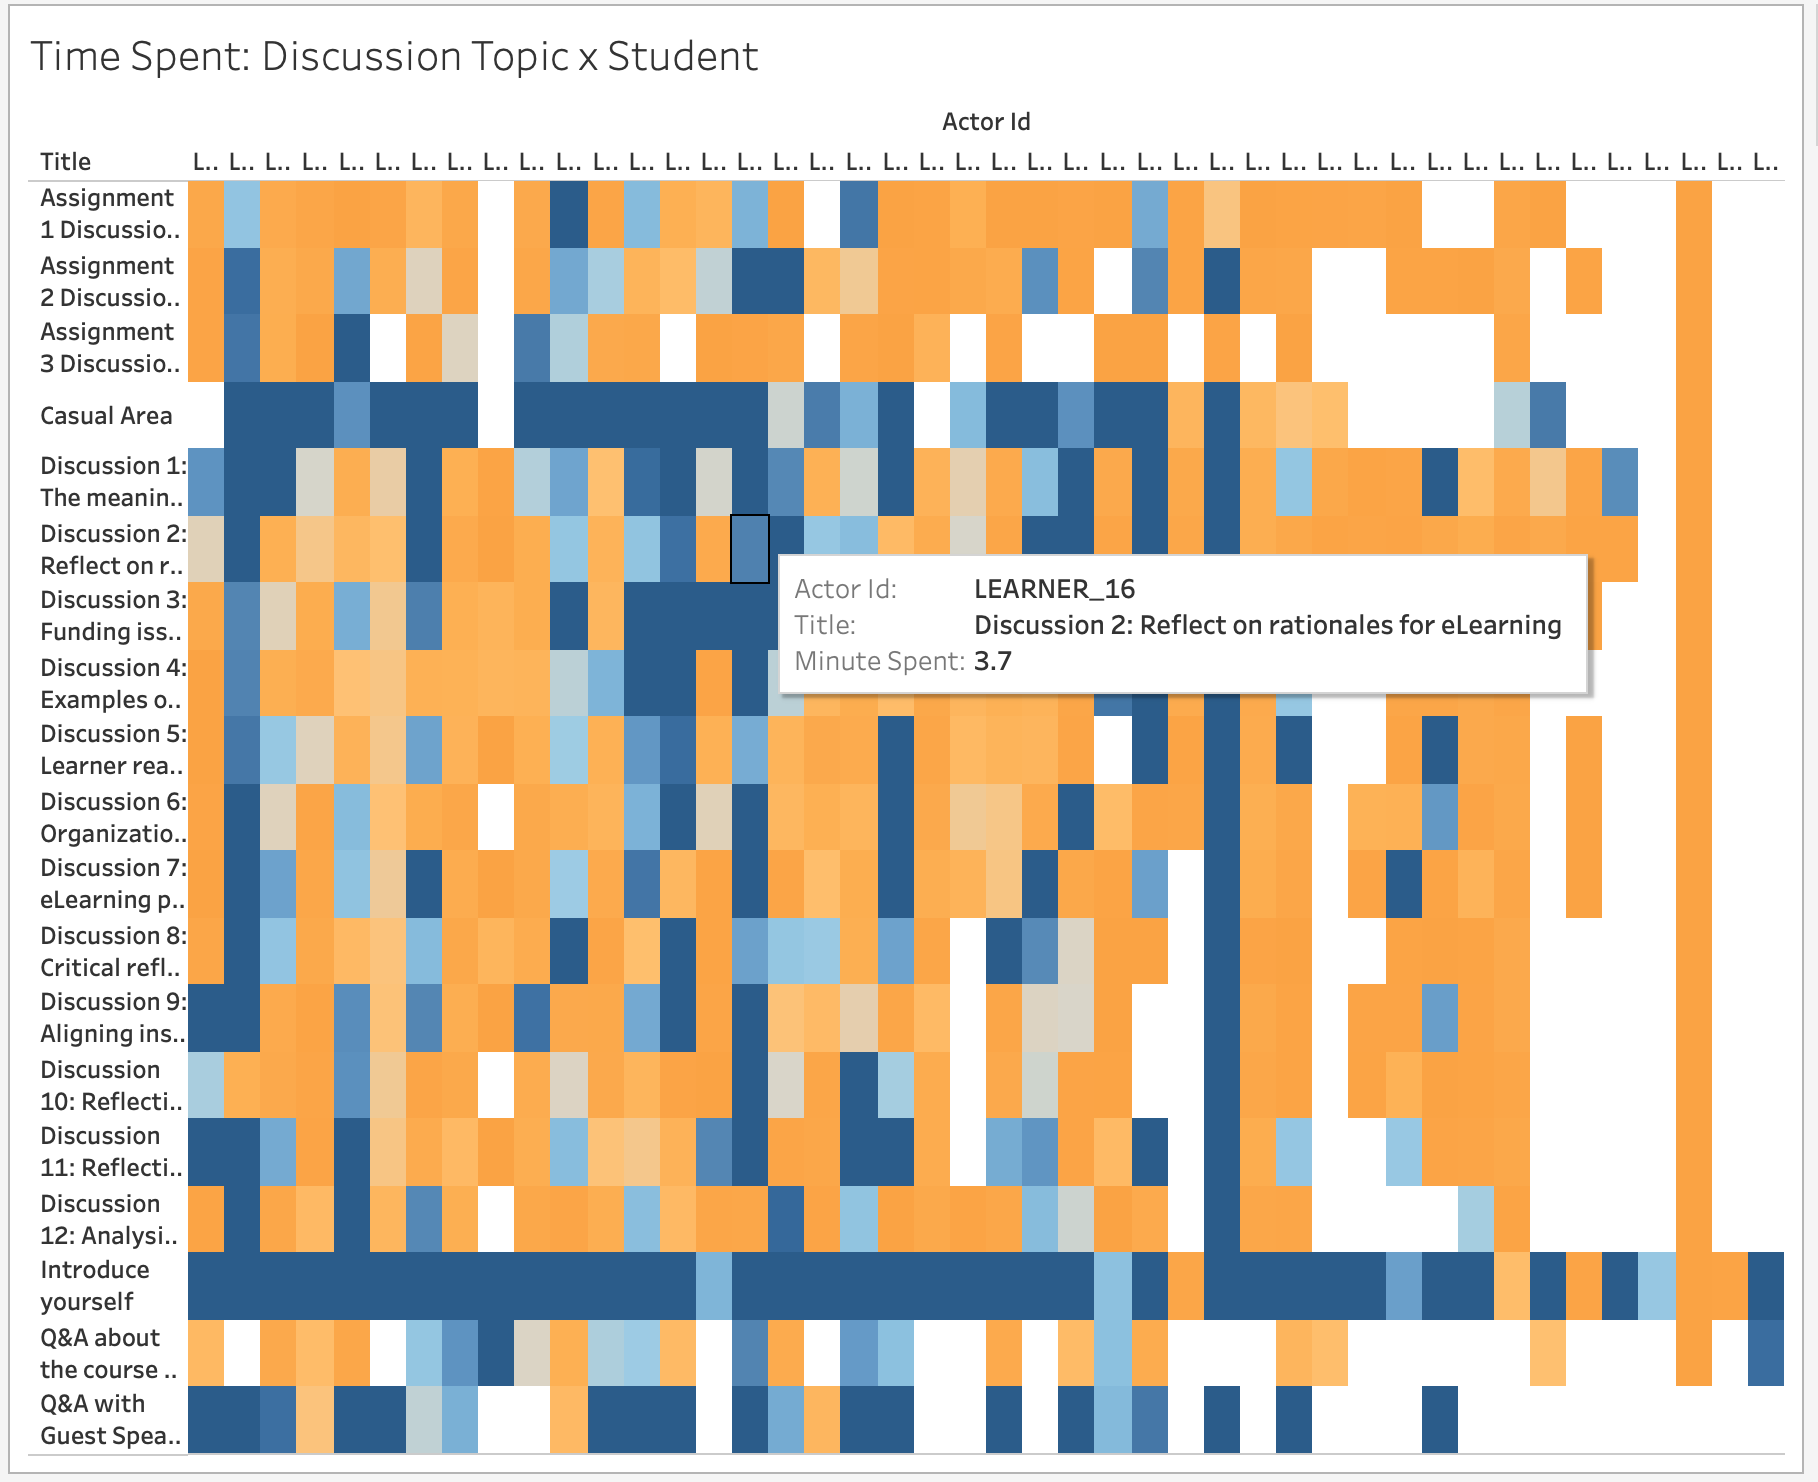 Time Spent: Discussion Topic x Student
Actor Id
Title L.. L.. L.. L.. L.. L.. L.. L.. L.. L.. L.. L.. L.. L.. L.. L.. L.. L.. L.. L.. L.. L.. L.. L.. L.. L.. L.. L.. L.. L.. L.. L.. L.. L.. L.. L.. L.. L.. L.. L.. L.. L.. L.. L..
Assignment
1 Discussio..
Assignment
2 Discussio..
Assignment
3 Discussio..
Casual Area
Discussion 1:
The meanin..
Discussion 2:
Reflect on r..
Discussion 3:
Funding iss..
Discussion 4:
Examples o..
Discussion 5:
Learner rea..
Discussion 6:
Organizatio..
Discussion 7:
eLearning p..
Discussion 8:
Critical refl..
Discussion 9:
Aligning ins..
Discussion
10: Reflecti..
Discussion
11: Reflecti..
Discussion
12: Analysi..
Introduce
yourself
Q&A about
the course ..
Q&A with
Guest Spea..
Actor Id: LEARNER_16
Title: Discussion 2: Reflect on rationales for eLearning
Minute Spent: 3.7